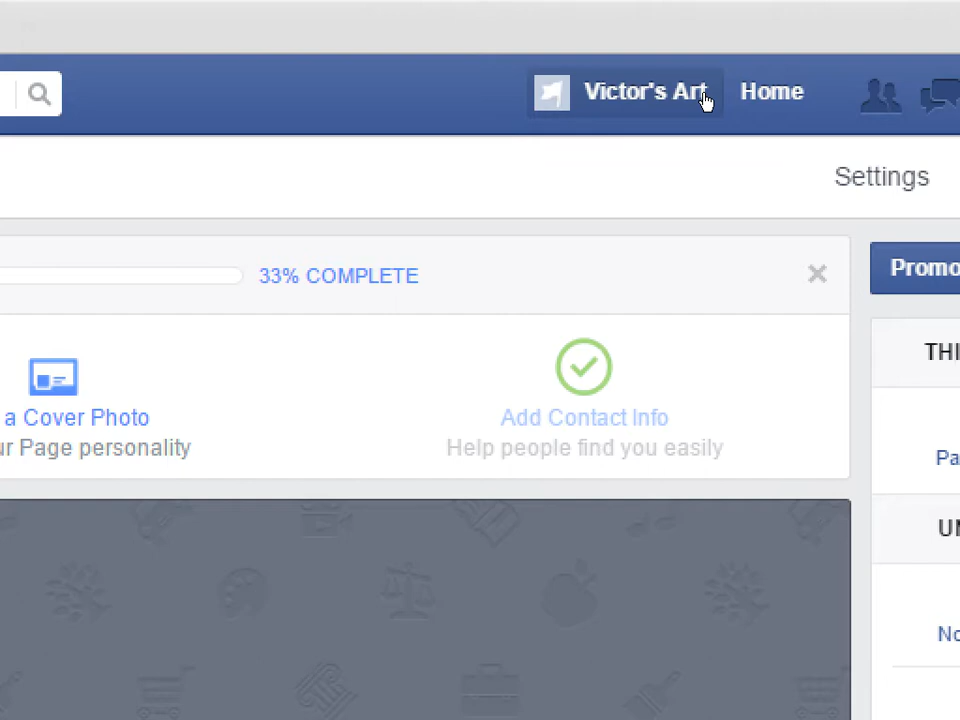 Victor's Art Home
Settings
33% COMPLETE
Promo
THI
a Cover Photo
Add Contact Info
ur Page personality
Help people find you easily
Pa
UN
No